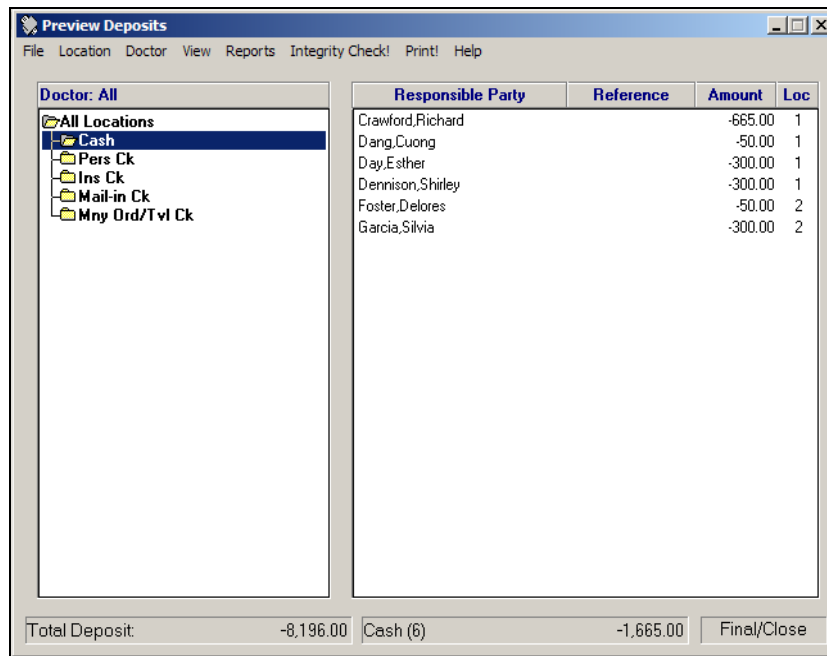 Preview Deposits
File Location Doctor View Reports Integrity Check! Print! Help
Doctor: All
All Locations
Cash
Pers Ck
Ins Ck
Mail-in Ck
Mny Ord/Tvl Ck
Responsible Party Reference Amount Loc
Crawford,Richard -665.00 1
Dang,Cuong -50.00 1
Day,Esther -300.00 1
Dennison,Shirley -300.00 1
Foster,Delores -50.00 2
Garcia,Silvia -300.00 2
Total Deposit: -8,196.00 Cash (6) -1,665.00 Final/Close